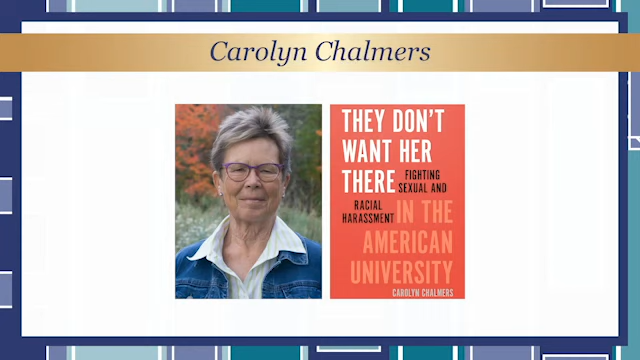 Carolyn Chalmers
THEY DON'T
WANT HER
THERE FIGHTING
SEXUAL AND
RACIAL
HARASSMENT IN THE
AMERICAN
UNIVERSITY
CAROLYN CHALMERS